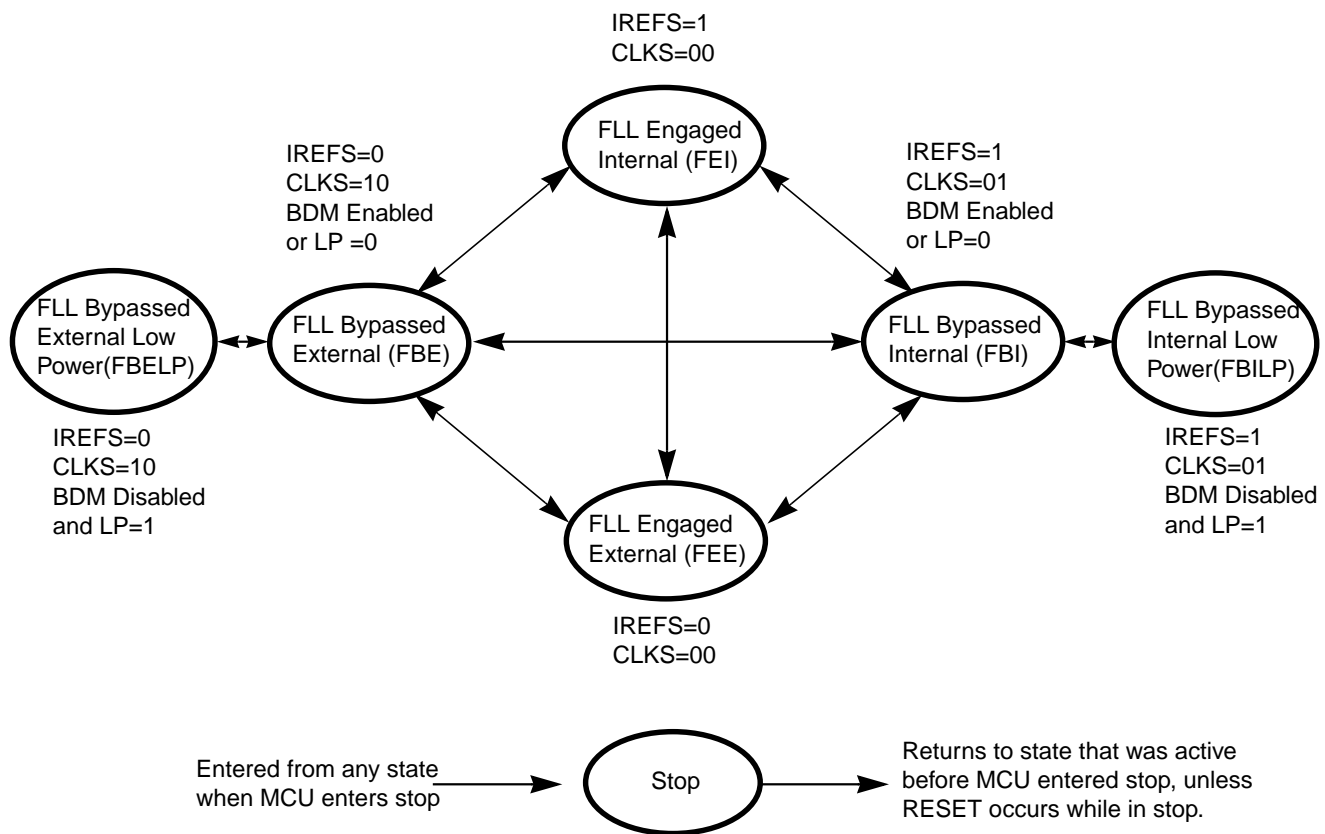 IREFS=1
CLKS=00
FLL Engaged
Internal (FEI)
IREFS=0
CLKS=10
BDM Enabled
or LP =0
IREFS=1
CLKS=01
BDM Enabled
or LP=0
FLL Bypassed
External Low
Power(FBELP)
FLL Bypassed
External (FBE)
FLL Bypassed
Internal (FBI)
FLL Bypassed
Internal Low
Power(FBILP)
IREFS=0
CLKS=10
BDM Disabled
and LP=1
IREFS=1
CLKS=01
BDM Disabled
and LP=1
FLL Engaged
External (FEE)
IREFS=0
CLKS=00
Entered from any state
when MCU enters stop
Stop
Returns to state that was active
before MCU entered stop, unless
RESET occurs while in stop.